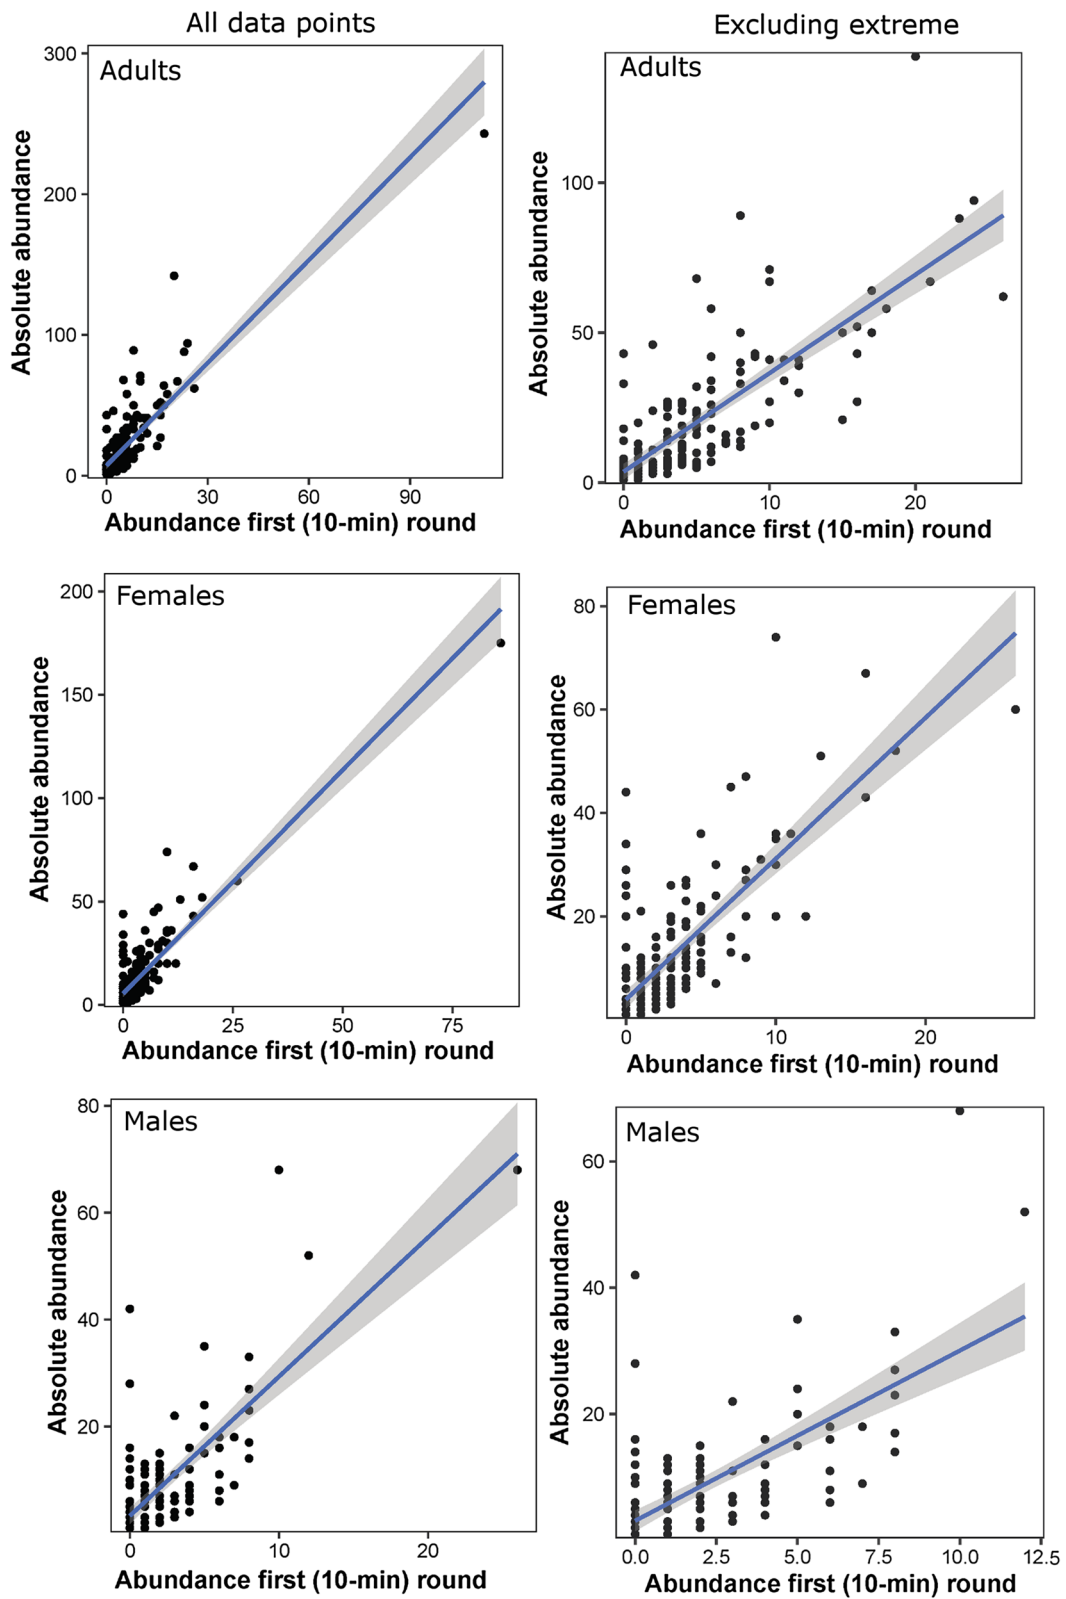 All data points
Excluding extreme
Adults
300
200
100
0
0 30 60 90
Absolute abundance
Abundance first (10-min) round
Adults
100
50
0
0 10 20
Absolute abundance
Abundance first (10-min) round
Females
200
150
100
50
0
0 25 50 75
Absolute abundance
Abundance first (10-min) round
Females
80
60
40
20
0 10 20
Absolute abundance
Abundance first (10-min) round
Males
80
60
40
20
0 10 20
Absolute abundance
Abundance first (10-min) round
Males
60
40
20
0.0 2.5 5.0 7.5 10.0 12.5
Absolute abundance
Abundance first (10-min) round